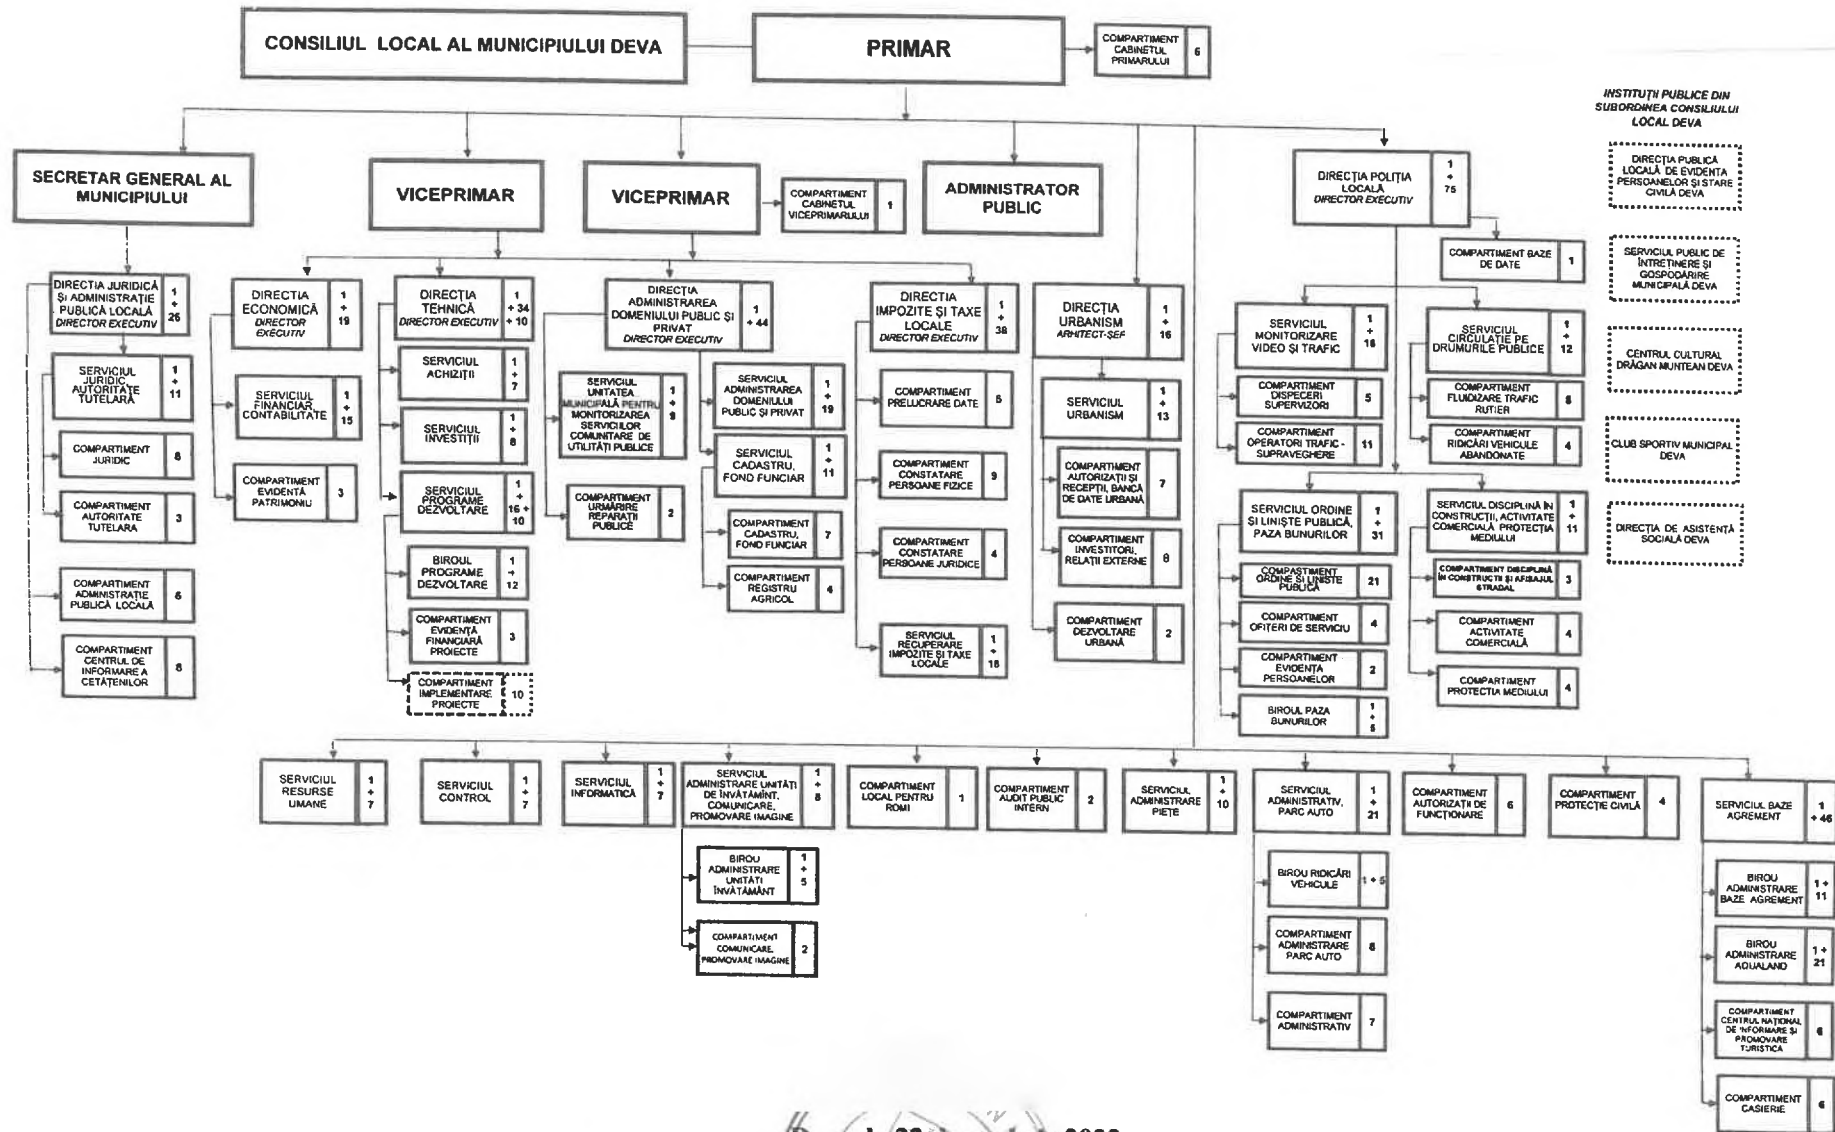 CONSILIUL LOCAL AL MUNICIPIULUI DEVA
PRIMAR
COMPARTIMENT
CABINETUL
PRIMARULUI
6
INSTITUȚII PUBLICE DIN
SUBORDINEA CONSILIULUI
LOCAL DEVA
DIRECȚIA PUBLICĂ
LOCALĂ DE EVIDENTA
PERSOANELOR ȘI STARE
CIVILĂ DEVA
SERVICIUL PUBLIC DE
ÎNTREȚINERE ȘI
GOSPODĂRIRE
MUNICIPALĂ DEVA
CENTRUL CULTURAL
DRĂGAN MUNTEAN DEVA
CLUB SPORTIV MUNICIPAL
DEVA
DIRECȚIA DE ASISTENȚĂ
SOCIALĂ DEVA
SECRETAR GENERAL AL
MUNICIPIULUI
VICEPRIMAR
VICEPRIMAR
COMPARTIMENT
CABINETUL
VICEPRIMARULUI
1
ADMINISTRATOR
PUBLIC
DIRECȚIA POLIȚIA
LOCALĂ
DIRECTOR EXECUTIV
1
+
75
COMPARTIMENT BAZE
DE DATE
1
DIRECTIA JURIDICĂ
ȘI ADMINISTRAȚIE
PUBLICĂ LOCALĂ
DIRECTOR EXECUTIV
1
+
26
SERVICIUL
JURIDIC,
AUTORITATE
TUTELARĂ
1
+
11
COMPARTIMENT
JURIDIC
8
COMPARTIMENT
AUTORITATE
TUTELARA
3
COMPARTIMENT
ADMINISTRAȚIE
PUBLICĂ LOCALĂ
6
COMPARTIMENT
CENTRUL DE
INFORMARE A
CETĂȚENILOR
8
DIRECTIA
ECONOMICĂ
DIRECTOR
EXECUTIV
1
+
19
SERVICIUL
FINANCIAR
CONTABILITATE
1
+
15
COMPARTIMENT
EVIDENȚĂ
PATRIMONIU
3
DIRECȚIA
TEHNICĂ
DIRECTOR EXECUTIV
1
+ 34
+ 10
SERVICIUL
ACHIZIȚII
1
+
7
SERVICIUL
INVESTIȚII
1
+
8
SERVICIUL
PROGRAME
DEZVOLTARE
1
+
16 +
10
BIROUL
PROGRAME
DEZVOLTARE
1
+
12
COMPARTIMENT
EVIDENȚĂ
FINANCIARĂ
PROIECTE
3
COMPARTIMENT
IMPLEMENTARE
PROIECTE
10
DIRECȚIA
ADMINISTRAREA
DOMENIULUI PUBLIC ȘI
PRIVAT
DIRECTOR EXECUTIV
1
+ 44
SERVICIUL
UNITATEA
MUNICIPALĂ PENTRU
MONITORIZAREA
SERVICIILOR
COMUNITARE DE
UTILITĂȚI PUBLICE
1
+
9
COMPARTIMENT
URMĂRIRE
REPARAȚII
PUBLICE
2
SERVICIUL
ADMINISTRAREA
DOMENIULUI
PUBLIC ȘI PRIVAT
1
+
19
SERVICIUL
CADASTRU,
FOND FUNCIAR
1
+
11
COMPARTIMENT
CADASTRU,
FOND FUNCIAR
7
COMPARTIMENT
REGISTRU
AGRICOL
4
DIRECTIA
IMPOZITE ȘI TAXE
LOCALE
DIRECTOR EXECUTIV
1
+
38
COMPARTIMENT
PRELUCRARE DATE
5
COMPARTIMENT
CONSTATARE
PERSOANE FIZICE
9
COMPARTIMENT
CONSTATARE
PERSOANE JURIDICE
4
SERVICIUL
RECUPERARE
IMPOZITE ȘI TAXE
LOCALE
1
+
18
DIRECȚIA
URBANISM
ARHITECT-ȘEF
1
+
16
SERVICIUL
URBANISM
1
+
13
COMPARTIMENT
AUTORIZAȚII ȘI
RECEPȚII, BANCĂ
DE DATE URBANĂ
7
COMPARTIMENT
INVESTITORI,
RELAȚII EXTERNE
6
COMPARTIMENT
DEZVOLTARE
URBANĂ
2
SERVICIUL
MONITORIZARE
VIDEO ȘI TRAFIC
1
+
16
COMPARTIMENT
DISPECERI
SUPERVIZORI
5
COMPARTIMENT
OPERATORI TRAFIC -
SUPRAVEGHERE
11
SERVICIUL
CIRCULAȚIE PE
DRUMURILE PUBLICE
1
+
12
COMPARTIMENT
FLUIDIZARE TRAFIC
RUTIER
8
COMPARTIMENT
RIDICĂRI VEHICULE
ABANDONATE
4
SERVICIUL ORDINE
ȘI LINIȘTE PUBLICĂ,
PAZA BUNURILOR
1
+
31
COMPARTIMENT
ORDINE ȘI LINIȘTE
PUBLICĂ
21
COMPARTIMENT
OFIȚERI DE SERVICIU
4
COMPARTIMENT
EVIDENȚA
PERSOANELOR
2
BIROUL PAZA
BUNURILOR
1
+
5
SERVICIUL DISCIPLINĂ ÎN
CONSTRUCȚII, ACTIVITATE
COMERCIALĂ PROTECȚIA
MEDIULUI
1
+
11
COMPARTIMENT DISCIPLINĂ
ÎN CONSTRUCȚII ȘI AFIȘAJUL
STRADAL
3
COMPARTIMENT
ACTIVITATE
COMERCIALĂ
4
COMPARTIMENT
PROTECTIA MEDIULUI
4
SERVICIUL
RESURSE
UMANE
1
+
7
SERVICIUL
CONTROL
1
+
7
SERVICIUL
INFORMATICĂ
1
+
7
SERVICIUL
ADMINISTRARE UNITĂȚI
DE ÎNVĂȚĂMÎNT,
COMUNICARE,
PROMOVARE IMAGINE
1
+
8
BIROU
ADMINISTRARE
UNITĂȚI
ÎNVĂȚĂMÂNT
1
+
5
COMPARTIMENT
COMUNICARE,
PROMOVARE IMAGINE
2
COMPARTIMENT
LOCAL PENTRU
ROMI
1
COMPARTIMENT
AUDIT PUBLIC
INTERN
2
SERVICIUL
ADMINISTRARE
PIEȚE
1
+
10
SERVICIUL
ADMINISTRATIV,
PARC AUTO
1
+
21
BIROU RIDICĂRI
VEHICULE
1 + 5
COMPARTIMENT
ADMINISTRARE
PARC AUTO
8
COMPARTIMENT
ADMINISTRATIV
7
COMPARTIMENT
AUTORIZAȚII DE
FUNCȚIONARE
6
COMPARTIMENT
PROTECȚIE CIVILĂ
4
SERVICIUL BAZE
AGREMENT
1
+ 46
BIROU
ADMINISTRARE
BAZE AGREMENT
1 +
11
BIROU
ADMINISTRARE
AQUALAND
1 +
21
COMPARTIMENT
CENTRUL NAȚIONAL
DE INFORMARE ȘI
PROMOVARE
TURISTICĂ
6
COMPARTIMENT
CASIERIE
6